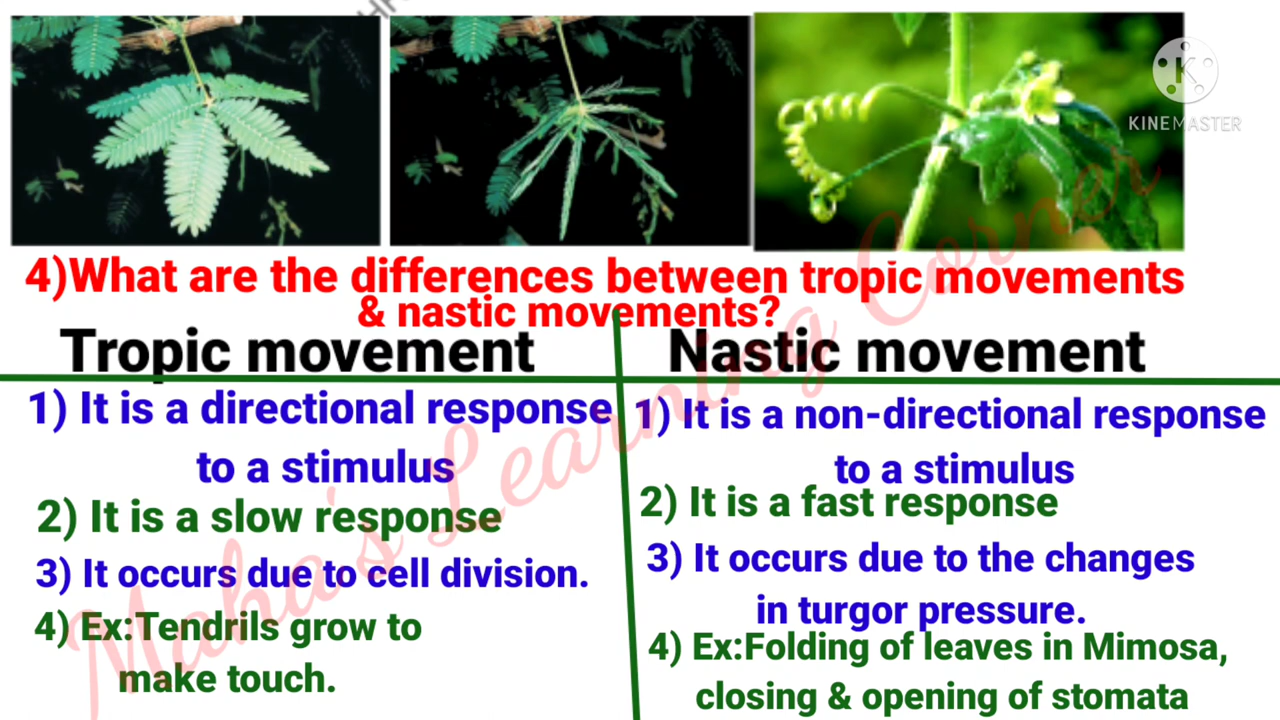 KINEMASTER
4)What are the differences between tropic movements
& nastic movements?
Tropic movement
1) It is a directional response
to a stimulus
2) It is a slow response
3) It occurs due to cell division.
4) Ex:Tendrils grow to
make touch.
Nastic movement
1) It is a non-directional response
to a stimulus
2) It is a fast response
3) It occurs due to the changes
in turgor pressure.
4) Ex:Folding of leaves in Mimosa,
closing & opening of stomata
Maha's Learning Corner